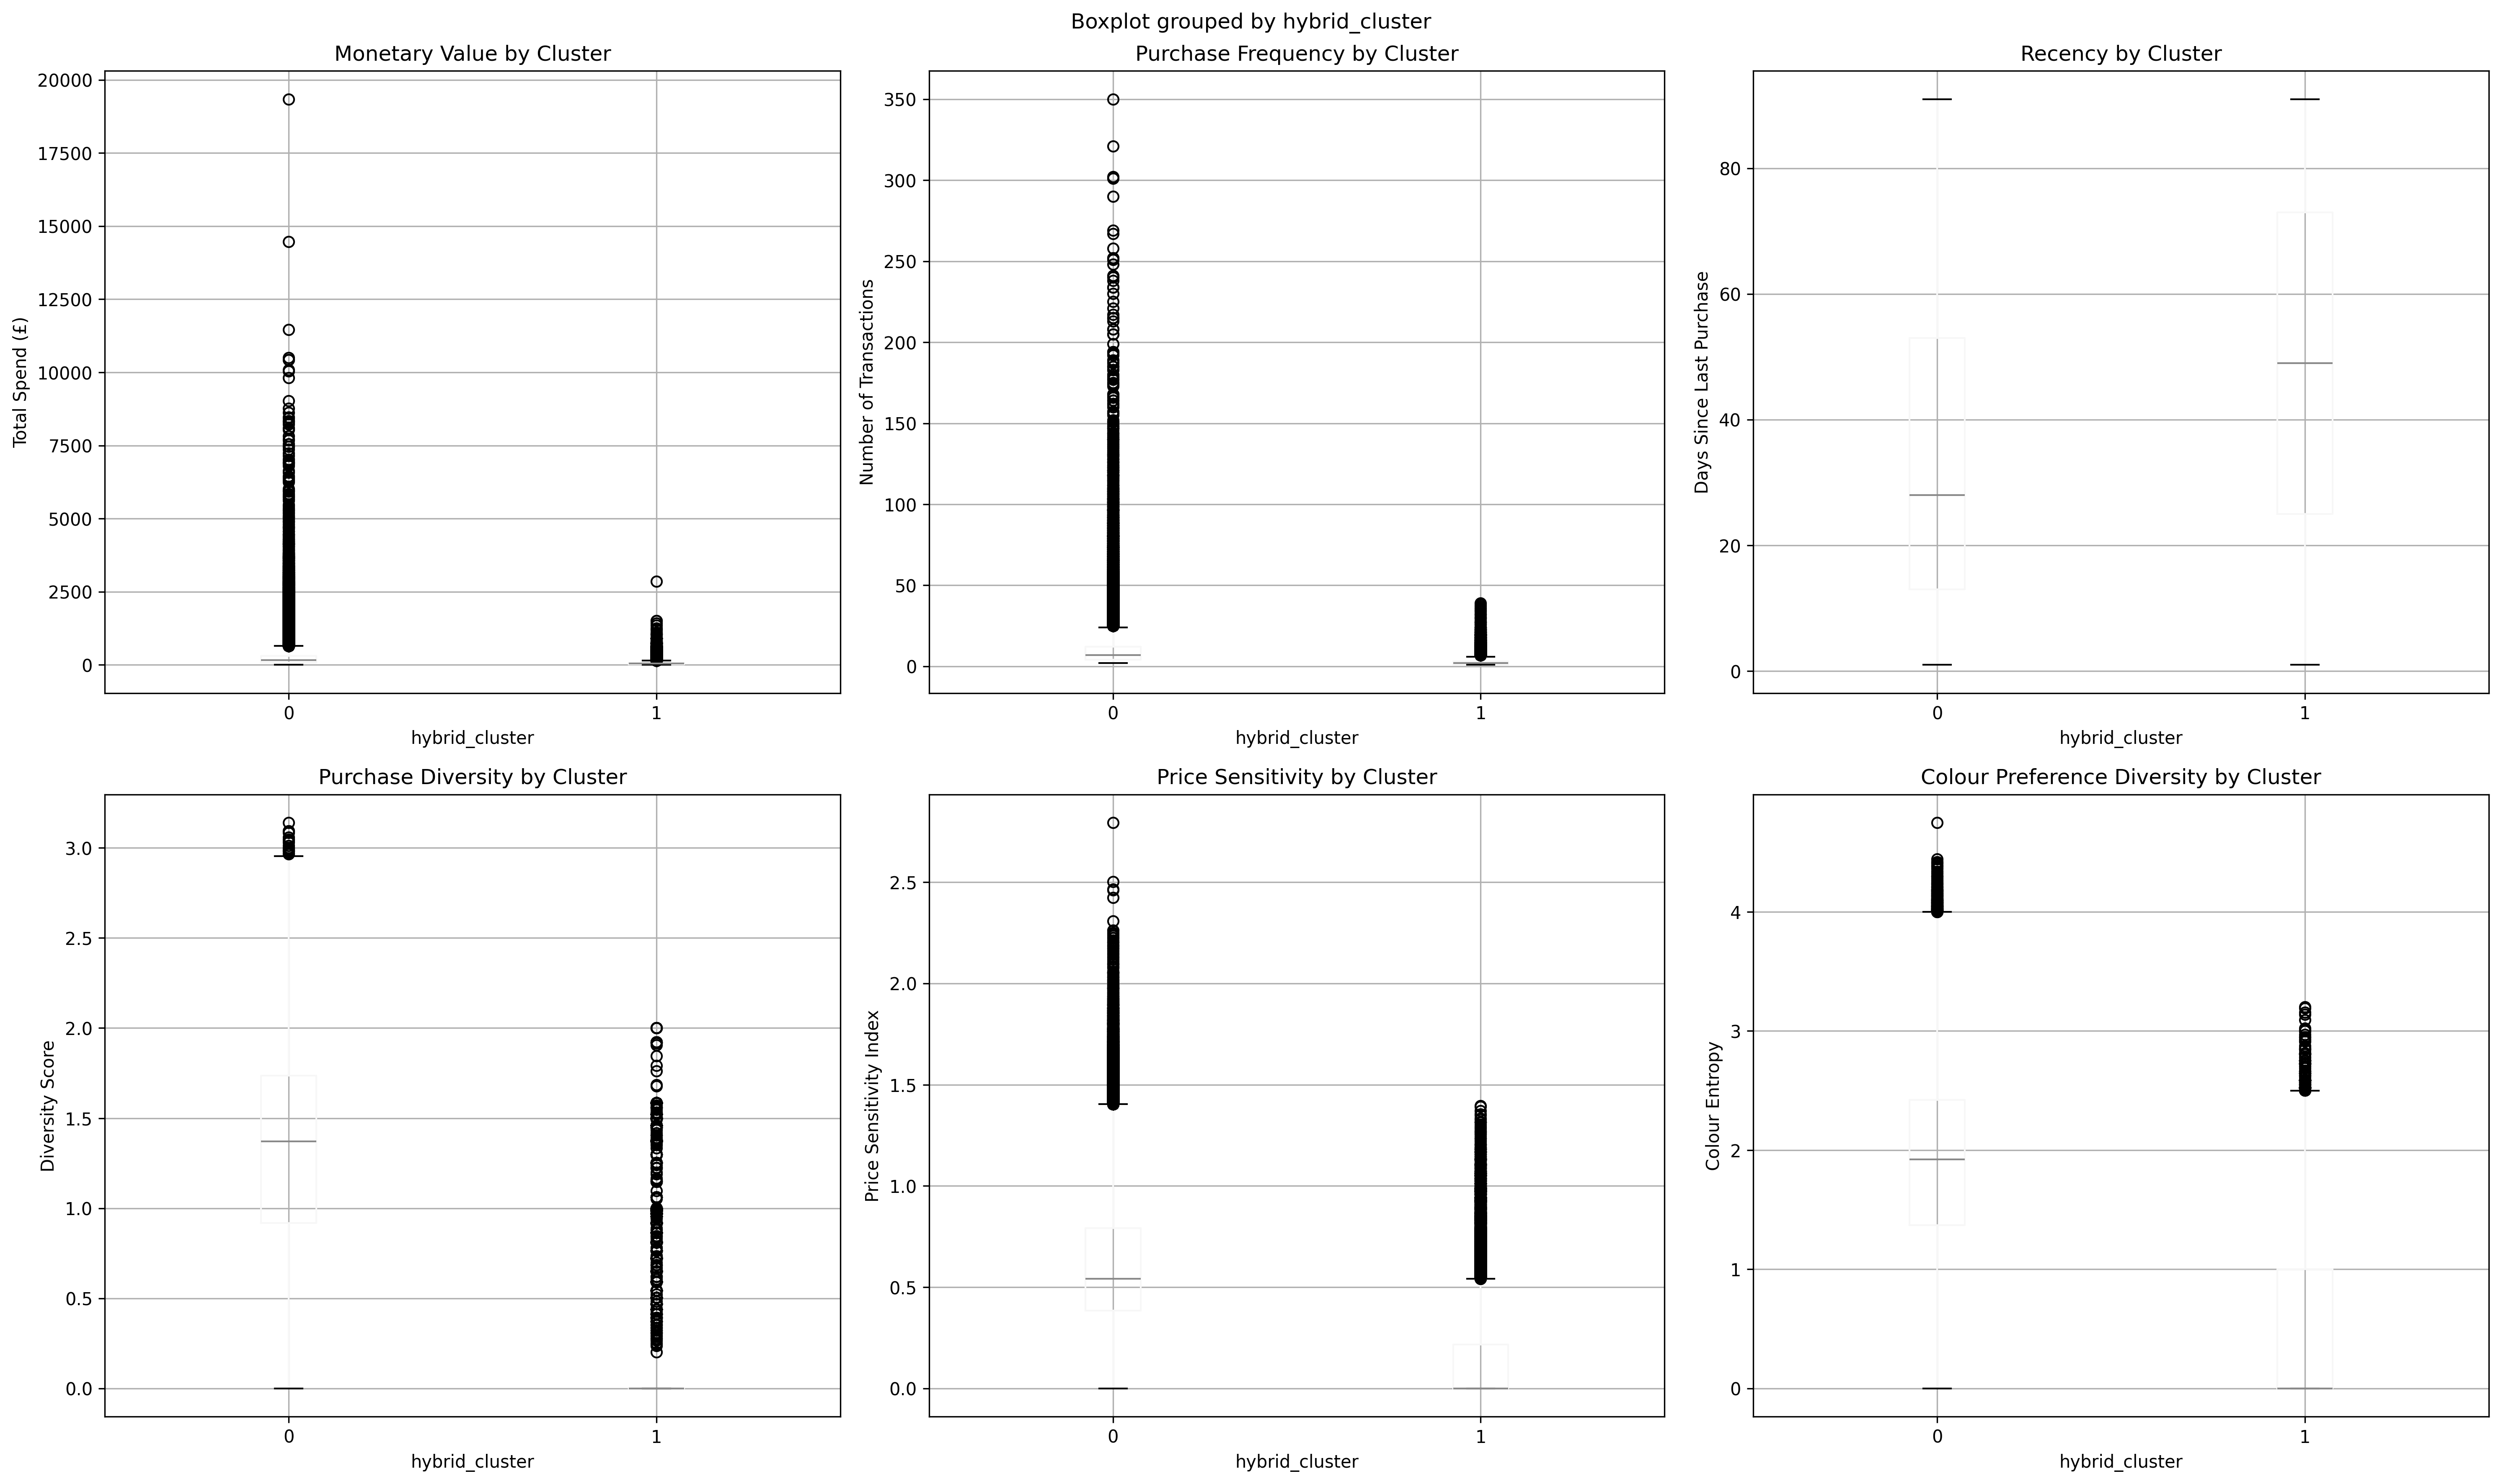 Boxplot grouped by hybrid_cluster
Monetary Value by Cluster
Total Spend (£)
20000
17500
15000
12500
10000
7500
5000
2500
0
0 1
hybrid_cluster
Purchase Frequency by Cluster
Number of Transactions
350
300
250
200
150
100
50
0
0 1
hybrid_cluster
Recency by Cluster
Days Since Last Purchase
80
60
40
20
0
0 1
hybrid_cluster
Purchase Diversity by Cluster
Diversity Score
3.0
2.5
2.0
1.5
1.0
0.5
0.0
0 1
hybrid_cluster
Price Sensitivity by Cluster
Price Sensitivity Index
2.5
2.0
1.5
1.0
0.5
0.0
0 1
hybrid_cluster
Colour Preference Diversity by Cluster
Colour Entropy
4
3
2
1
0
0 1
hybrid_cluster